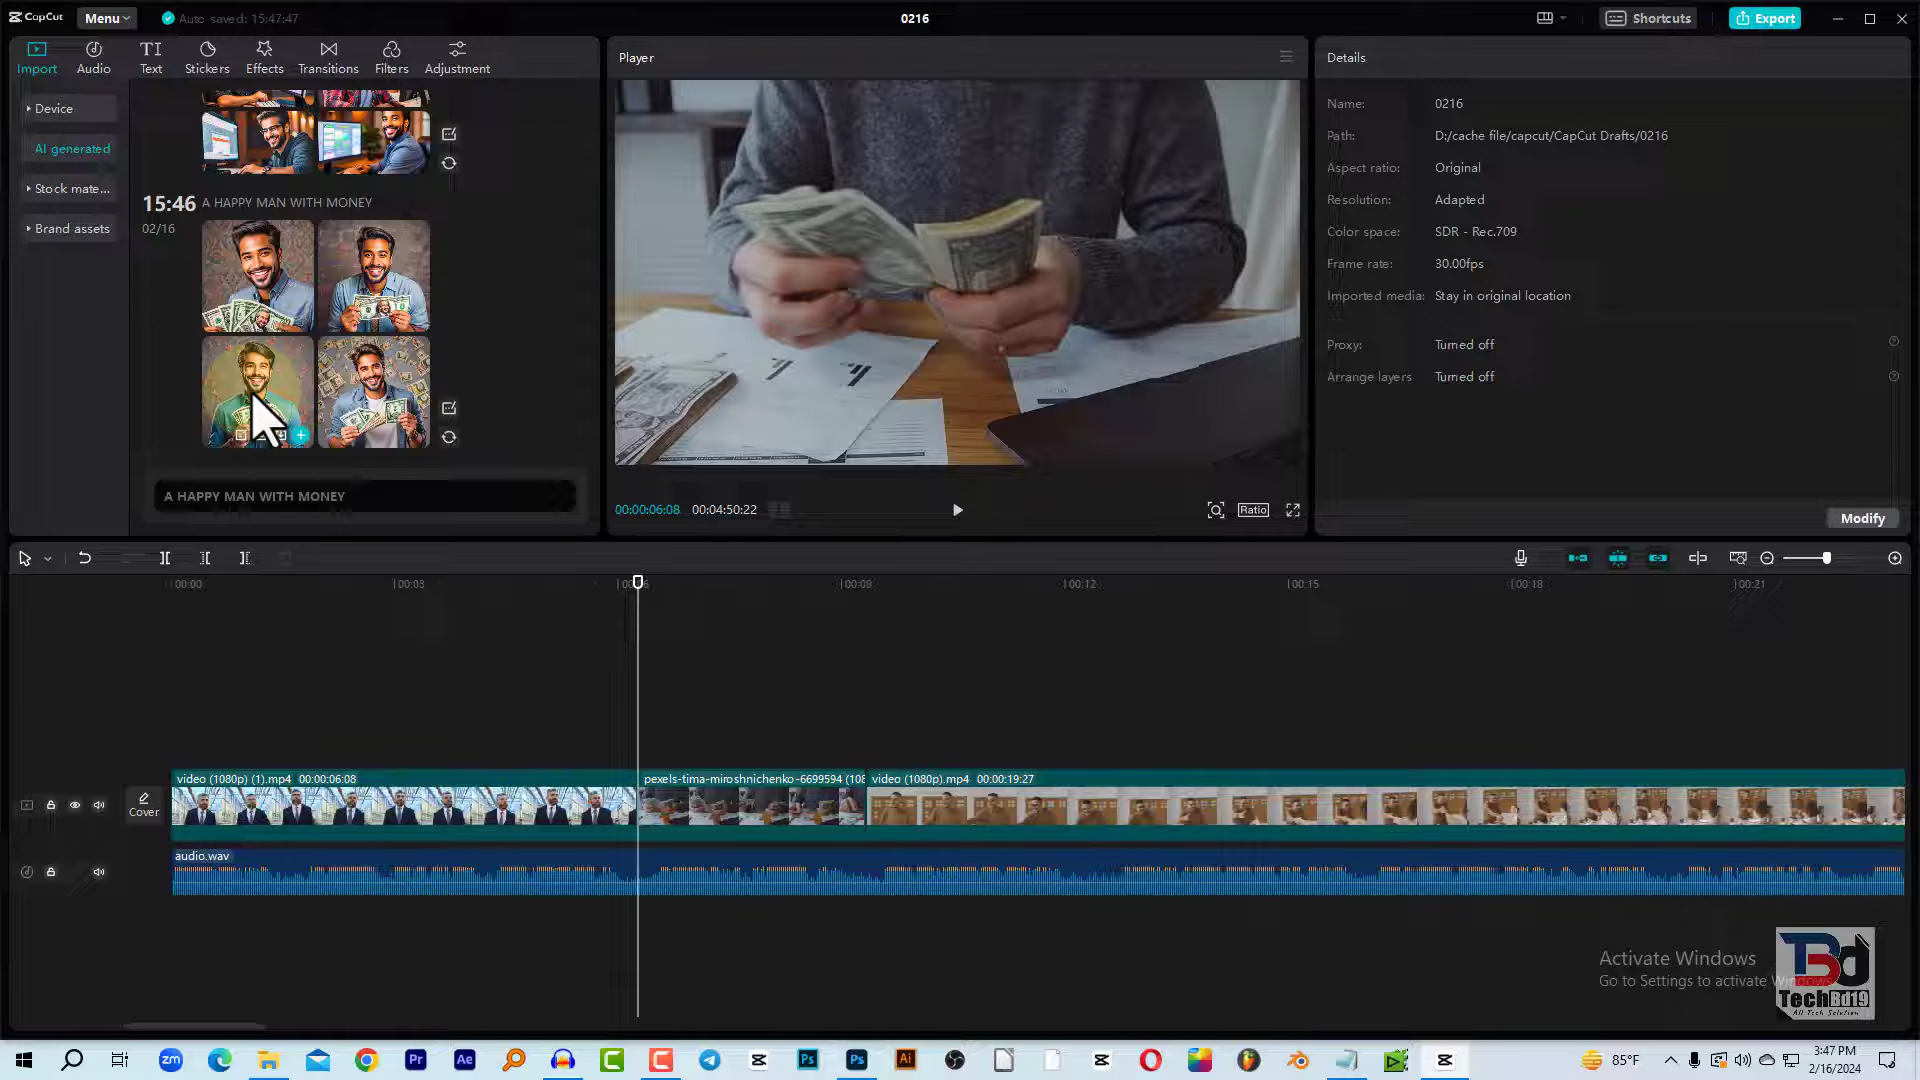 CapCut
Menu
Auto saved: 15:47:47
0216
Shortcuts
Export
Import
Audio
TI
Text
Stickers
Effects
Transitions
Filters
Adjustment
Player
Details
Device
AI generated
Stock mate...
Brand assets
15:46 A HAPPY MAN WITH MONEY
02/16
A HAPPY MAN WITH MONEY
00:00:06:08 00:04:50:22
Ratio
Name: 0216
Path: D:/cache file/capcut/CapCut Drafts/0216
Aspect ratio: Original
Resolution: Adapted
Color space: SDR - Rec.709
Frame rate: 30.00fps
Imported media: Stay in original location
Proxy: Turned off
Arrange layers Turned off
Modify
00:00 00:03 00:06 00:09 00:12 00:15 00:18 00:21
Cover
video (1080p) (1).mp4 00:00:06:08
pexels-tima-miroshnichenko-6699594 (108
video (1080p).mp4 00:00:19:27
audio.wav
Activate Windows
Go to Settings to activate Windows.
TBd
TechBd19
All Tech Solution
zm
Pr
Ae
Ps
Ps
Ai
85°F
3:47 PM
2/16/2024